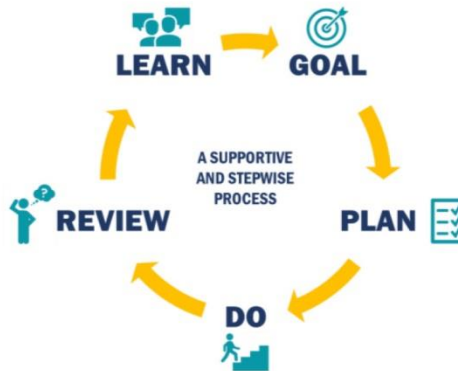 LEARN
GOAL
A SUPPORTIVE
AND STEPWISE
PROCESS
?
REVIEW
PLAN
DO